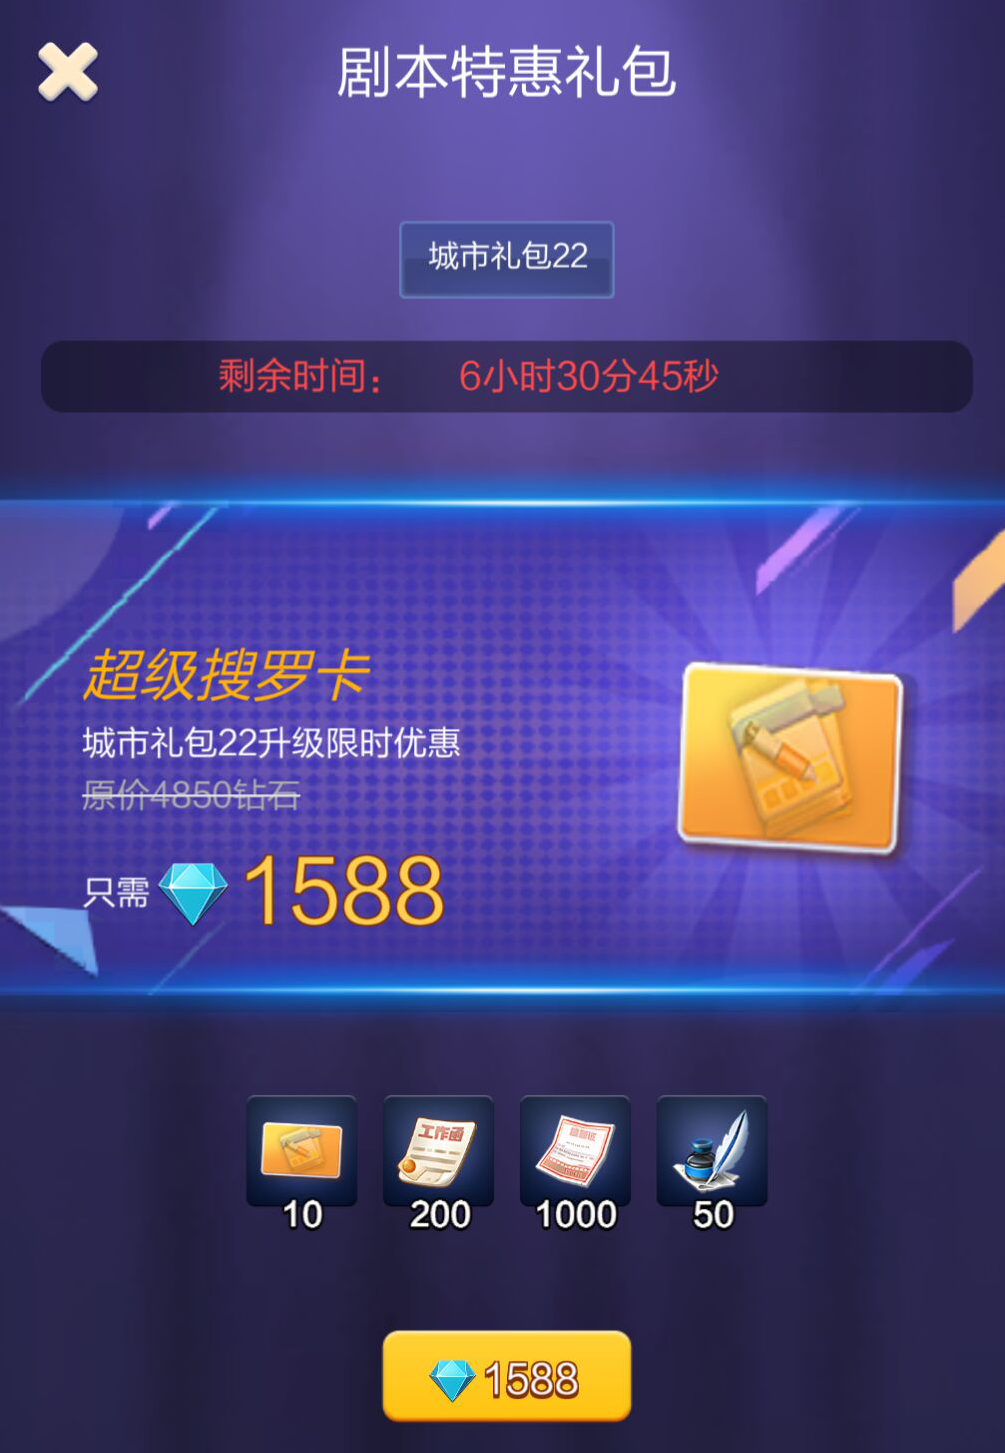 剧本特惠礼包
城市礼包22
剩余时间： 6小时30分45秒
超级搜罗卡
城市礼包22升级限时优惠
原价4850钻石
只需 1588
工作函
10
200
1000
50
1588